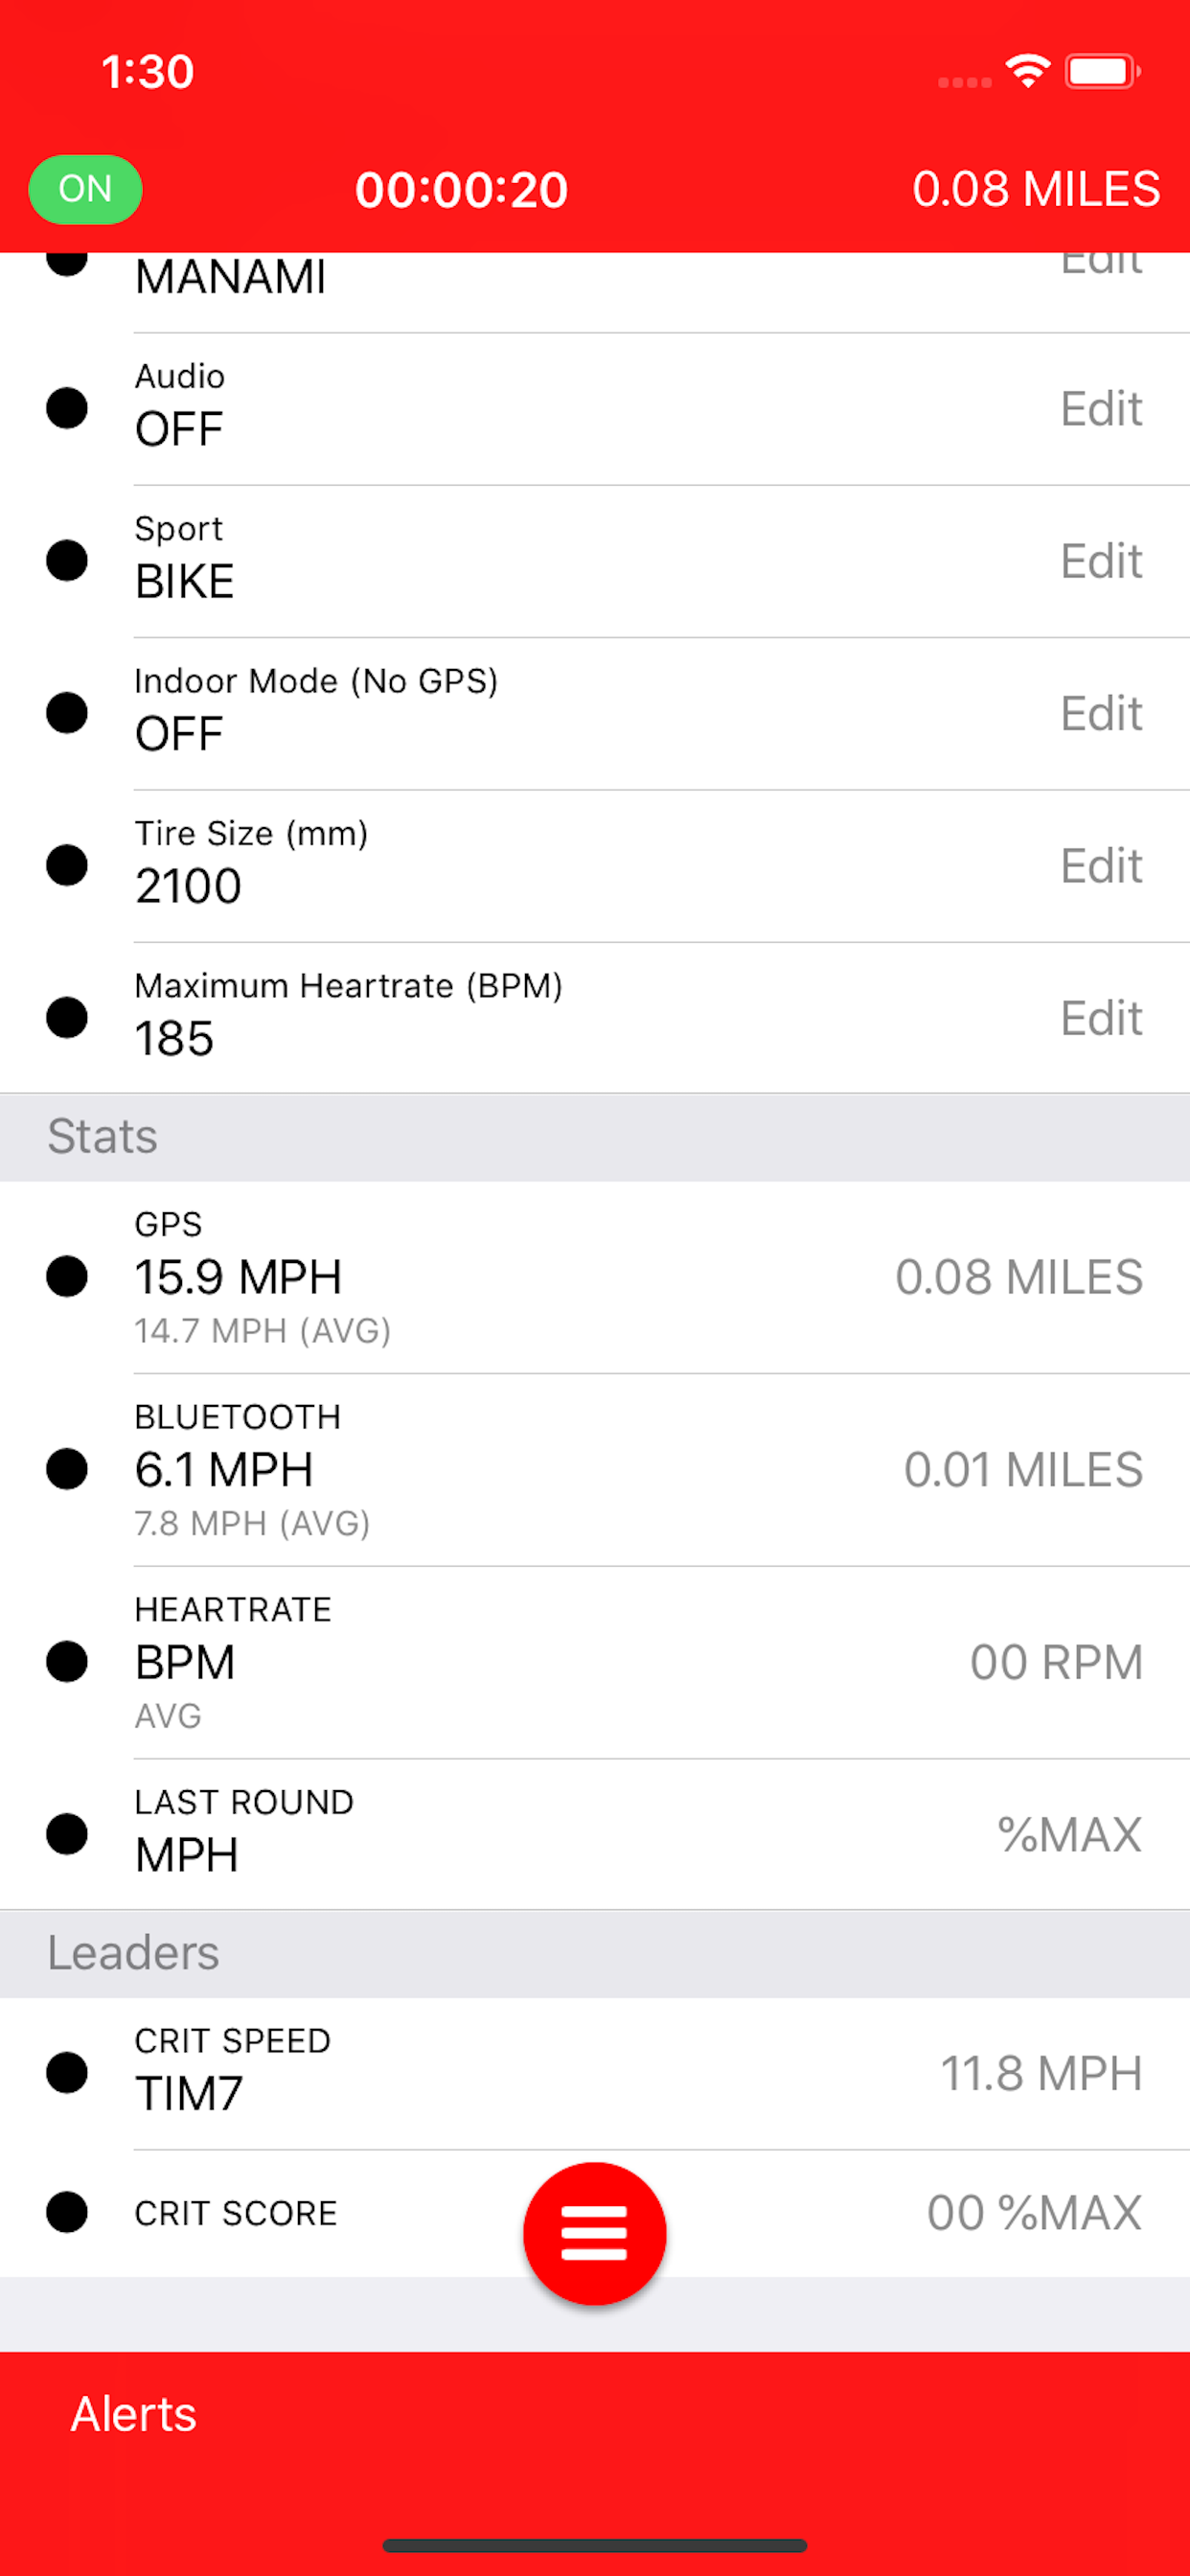 1:30
ON 00:00:20 0.08 MILES
MANAMI Edit
Audio
OFF Edit
Sport
BIKE Edit
Indoor Mode (No GPS)
OFF Edit
Tire Size (mm)
2100 Edit
Maximum Heartrate (BPM)
185 Edit
Stats
GPS
15.9 MPH 0.08 MILES
14.7 MPH (AVG)
BLUETOOTH
6.1 MPH 0.01 MILES
7.8 MPH (AVG)
HEARTRATE
BPM 00 RPM
AVG
LAST ROUND
MPH %MAX
Leaders
CRIT SPEED
TIM7 11.8 MPH
CRIT SCORE 00 %MAX
Alerts